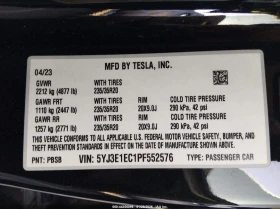 MFD BY TESLA, INC.
04/23
GVWR WITH TIRES
2212 kg (4877 LB) 235/35R20
GAWR FRT WITH TIRES RIM COLD TIRE PRESSURE
1110 kg (2447 LB) 235/35R20 20X9.0J 290 kPa, 42 psi
GAWR RR WITH TIRES RIM COLD TIRE PRESSURE
1257 kg (2771 LB) 235/35R20 20X9.0J 290 kPa, 42 psi
THIS VEHICLE CONFORMS TO ALL APPLICABLE
FEDERAL MOTOR VEHICLE SAFETY, BUMPER,
AND THEFT PREVENTION STANDARDS IN EFFECT ON
THE DATE OF MANUFACTURE SHOWN ABOVE.
PNT: PBSB VIN: 5YJ3E1EC1PF552576 TYPE: PASSENGER CAR